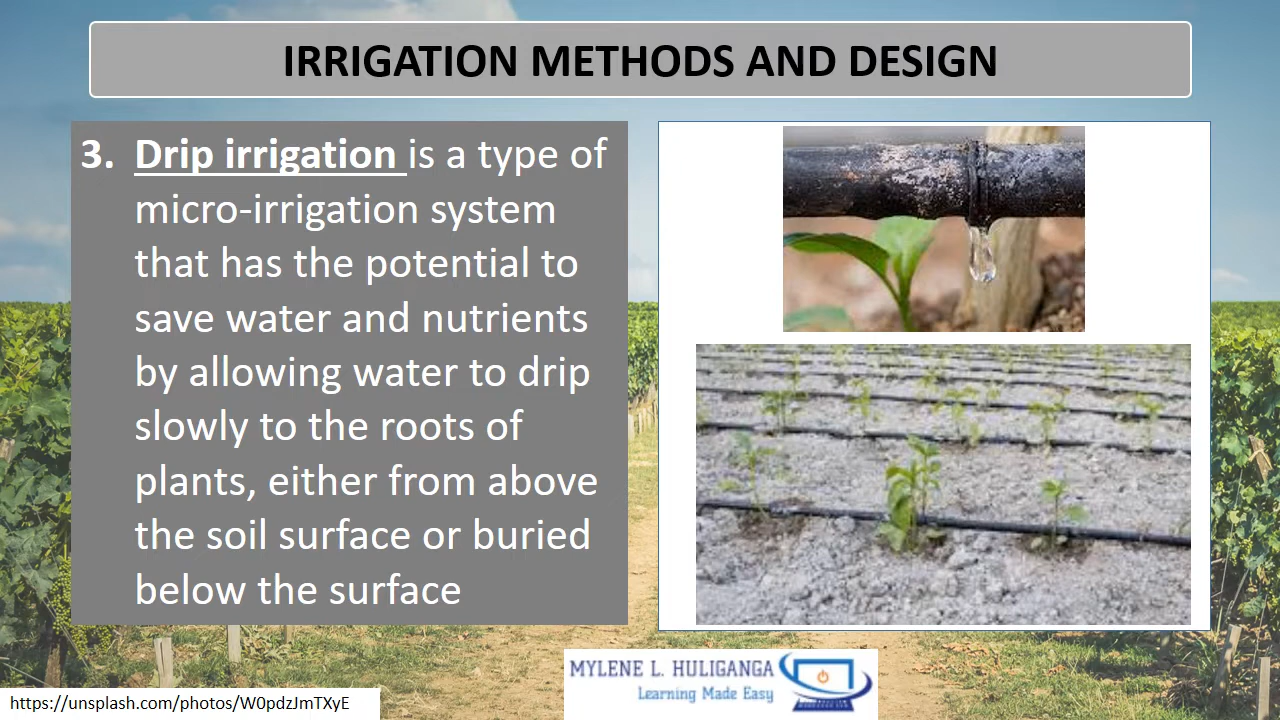 IRRIGATION METHODS AND DESIGN
3. Drip irrigation is a type of
micro-irrigation system
that has the potential to
save water and nutrients
by allowing water to drip
slowly to the roots of
plants, either from above
the soil surface or buried
below the surface
MYLENE L. HULIGANGA
Learning Made Easy
https://unsplash.com/photos/W0pdzJmTXyE